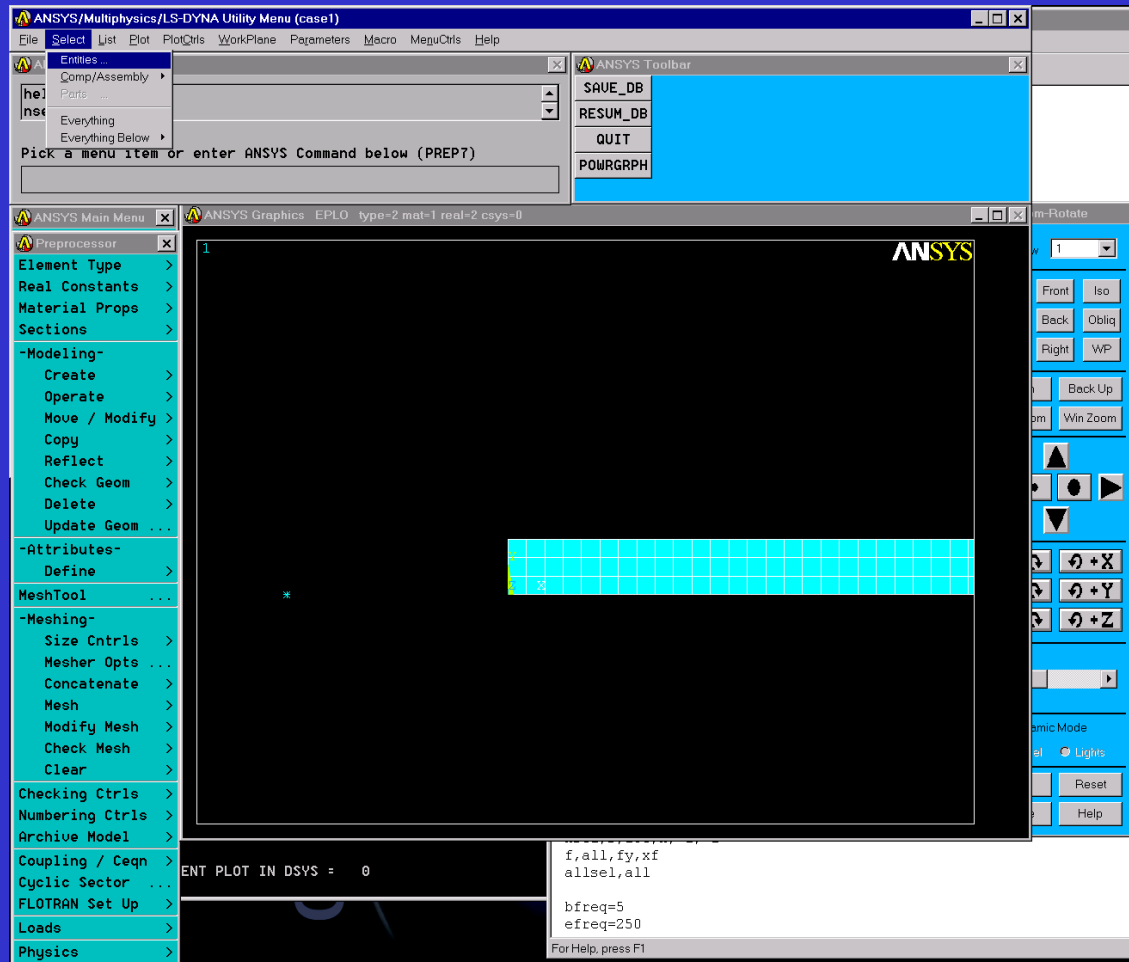 ANSYS/Multiphysics/LS-DYNA Utility Menu (case1)
File Select List Plot PlotCtrls WorkPlane Parameters Macro MenuCtrls Help
Entities ...
Comp/Assembly
Parts ...
Everything
Everything Below
Pick a menu item or enter ANSYS Command below (PREP7)
ANSYS Toolbar
SAVE_DB
RESUM_DB
QUIT
POWRGRPH
ANSYS Main Menu
Preprocessor
Element Type >
Real Constants >
Material Props >
Sections >
-Modeling-
Create >
Operate >
Move / Modify >
Copy >
Reflect >
Check Geom >
Delete >
Update Geom ...
-Attributes-
Define >
MeshTool ...
-Meshing-
Size Cntrls >
Mesher Opts ...
Concatenate >
Mesh >
Modify Mesh >
Check Mesh >
Clear >
Checking Ctrls >
Numbering Ctrls >
Archive Model >
Coupling / Ceqn >
Cyclic Sector ...
FLOTRAN Set Up >
Loads >
Physics >
ANSYS Graphics EPLO type=2 mat=1 real=2 csys=0
1
ANSYS
Y
X
*
m-Rotate
1
Front Iso
Back Obliq
Right WP
Back Up
om Win Zoom
+X
+Y
+Z
amic Mode
el Lights
Reset
Help
ENT PLOT IN DSYS = 0
f,all,fy,xf
allsel,all
bfreq=5
efreq=250
For Help, press F1